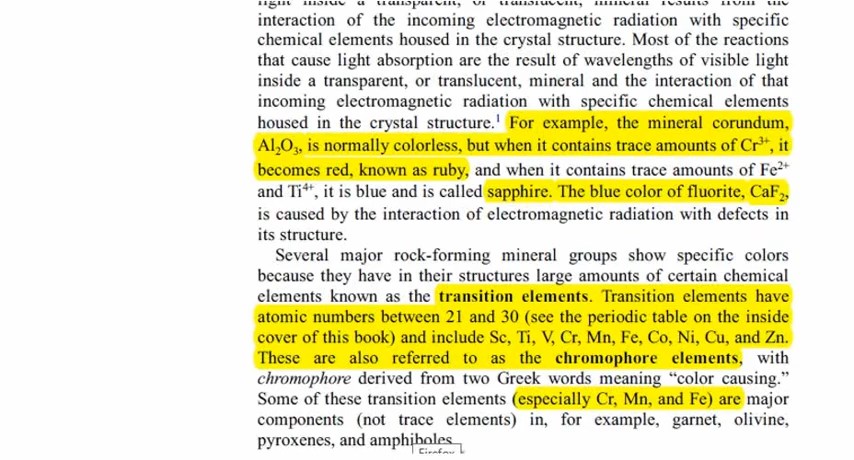 light inside a transparent, or translucent, mineral results from the
interaction of the incoming electromagnetic radiation with specific
chemical elements housed in the crystal structure. Most of the reactions
that cause light absorption are the result of wavelengths of visible light
inside a transparent, or translucent, mineral and the interaction of that
incoming electromagnetic radiation with specific chemical elements
housed in the crystal structure.¹ For example, the mineral corundum,
Al₂O₃, is normally colorless, but when it contains trace amounts of Cr³⁺, it
becomes red, known as ruby, and when it contains trace amounts of Fe²⁺
and Ti⁴⁺, it is blue and is called sapphire. The blue color of fluorite, CaF₂,
is caused by the interaction of electromagnetic radiation with defects in
its structure.
Several major rock-forming mineral groups show specific colors
because they have in their structures large amounts of certain chemical
elements known as the transition elements. Transition elements have
atomic numbers between 21 and 30 (see the periodic table on the inside
cover of this book) and include Sc, Ti, V, Cr, Mn, Fe, Co, Ni, Cu, and Zn.
These are also referred to as the chromophore elements, with
chromophore derived from two Greek words meaning “color causing.”
Some of these transition elements (especially Cr, Mn, and Fe) are major
components (not trace elements) in, for example, garnet, olivine,
pyroxenes, and amphiboles.
Firefox